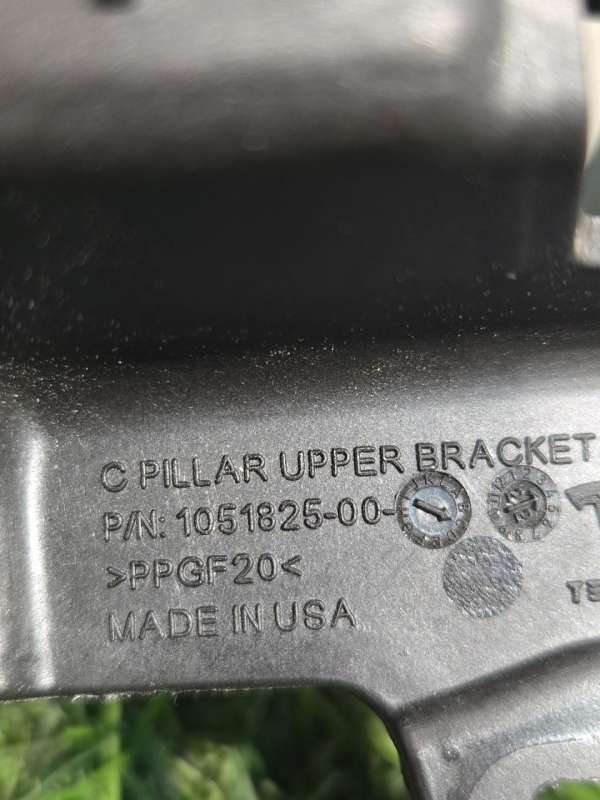 C PILLAR UPPER BRACKET
P/N: 1051825-00-
>PPGF20<
MADE IN USA